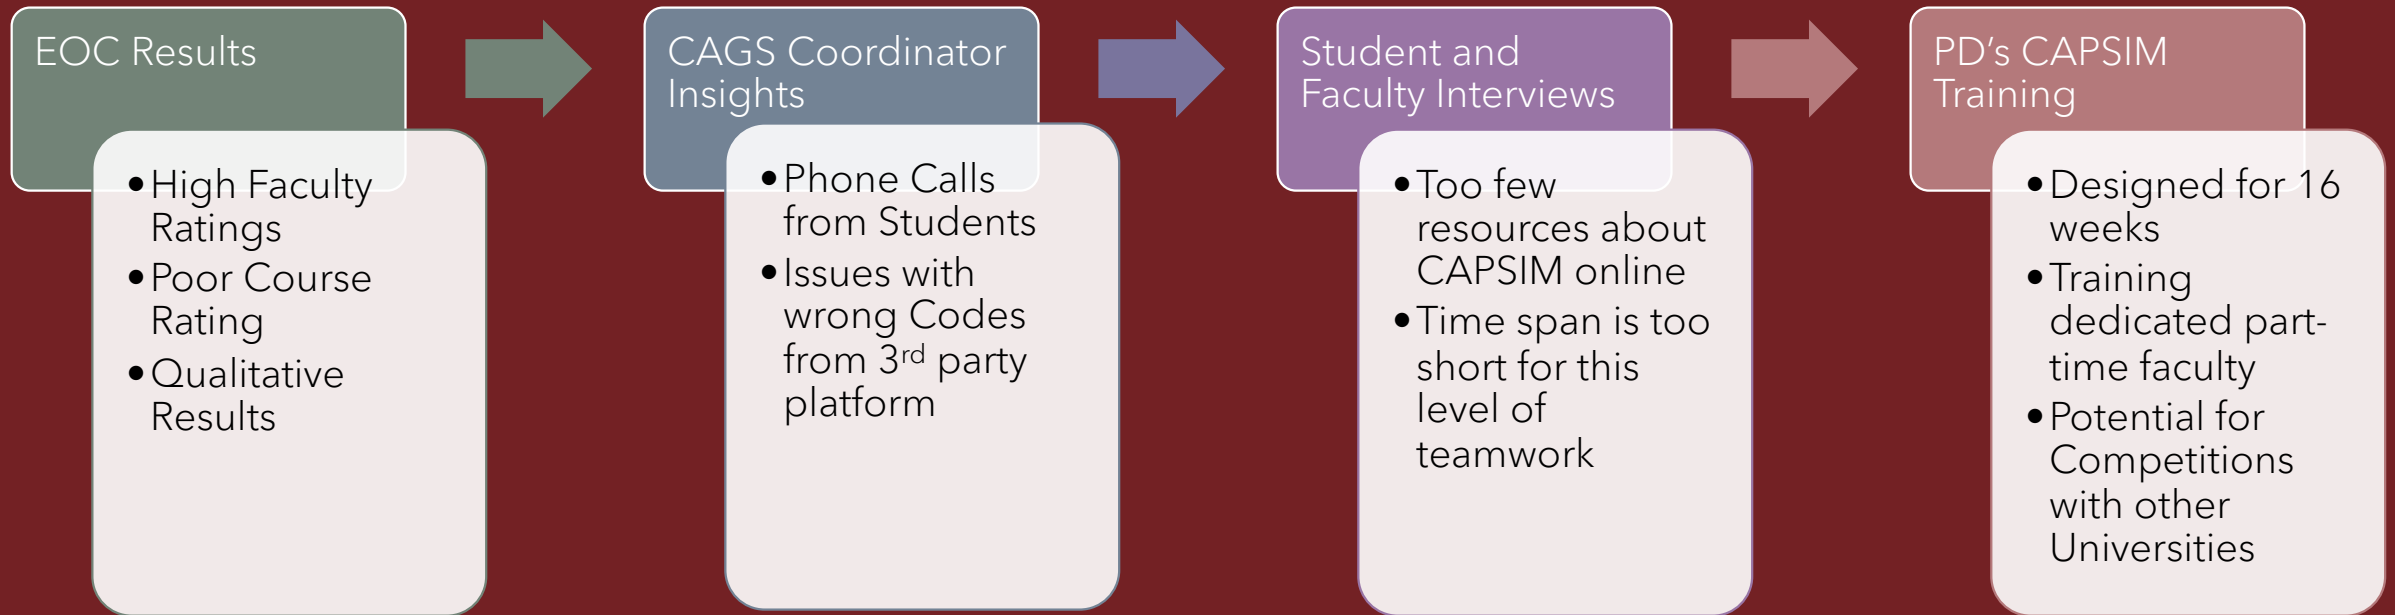 EOC Results
• High Faculty
Ratings
• Poor Course
Rating
• Qualitative
Results
CAGS Coordinator
Insights
• Phone Calls
from Students
• Issues with
wrong Codes
from 3rd party
platform
Student and
Faculty Interviews
• Too few
resources about
CAPSIM online
• Time span is too
short for this
level of
teamwork
PD’s CAPSIM
Training
• Designed for 16
weeks
• Training
dedicated part-
time faculty
• Potential for
Competitions
with other
Universities